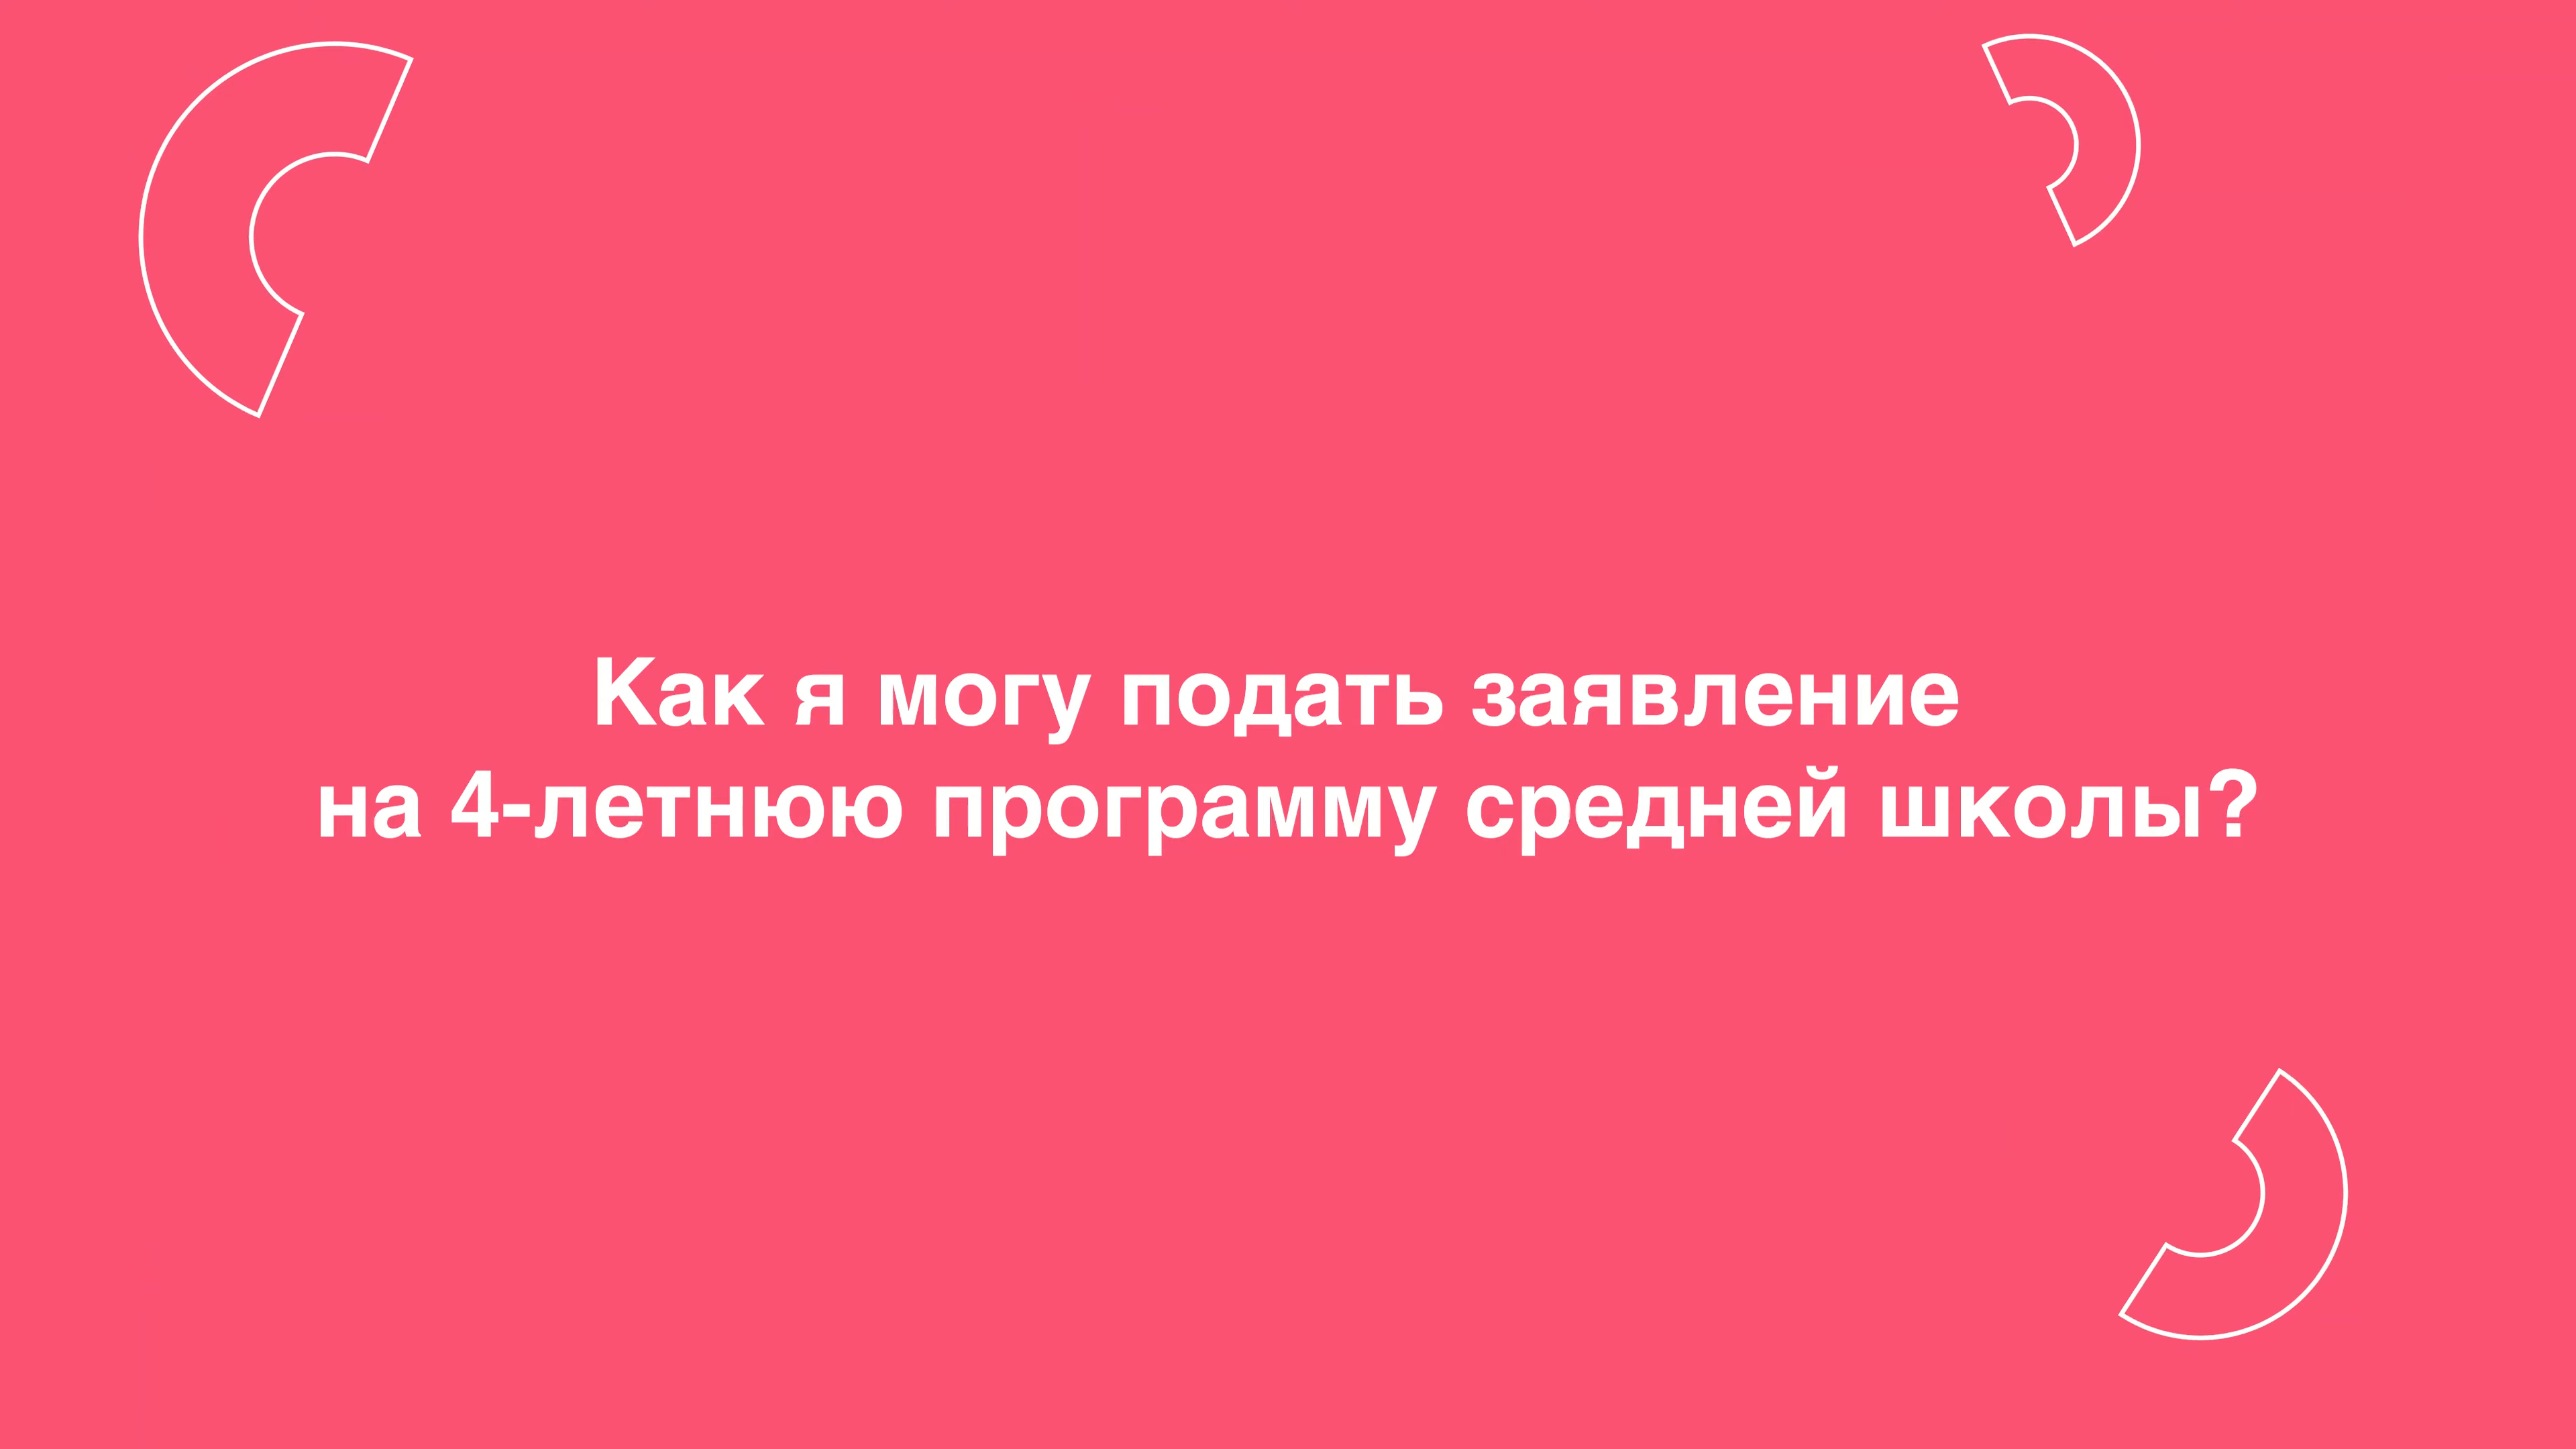 Как я могу подать заявление
на 4-летнюю программу средней школы?